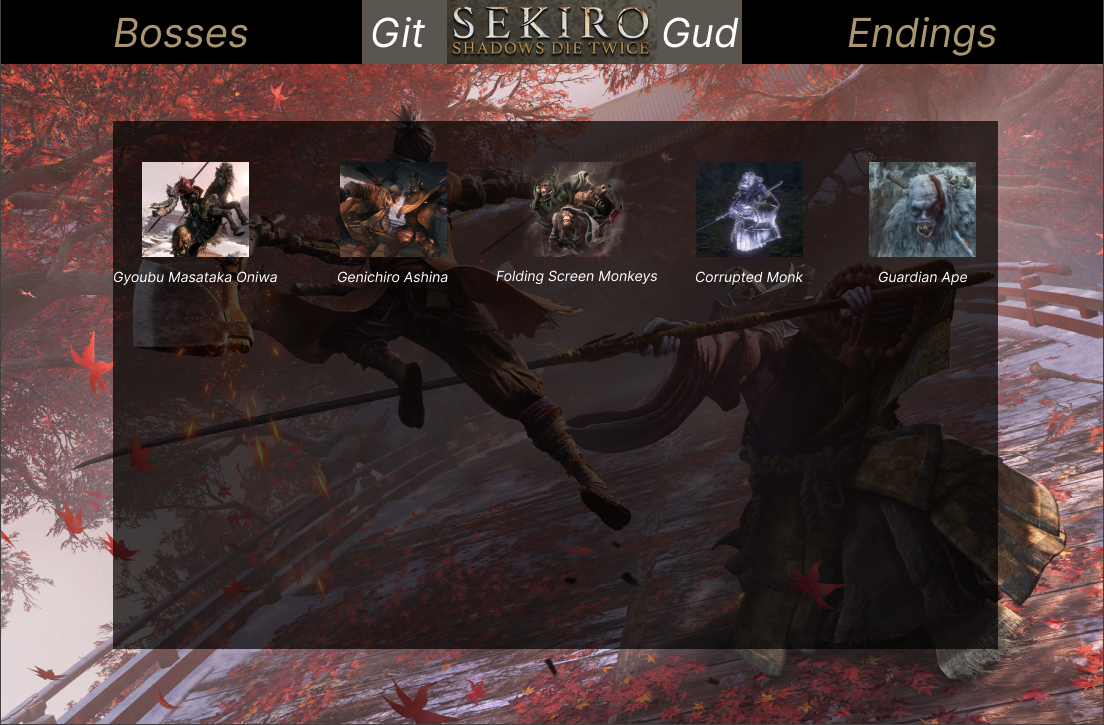 Bosses
Git
SEKIRO
SHADOWS DIE TWICE
Gud
Endings
Gyoubu Masataka Oniwa
Genichiro Ashina
Folding Screen Monkeys
Corrupted Monk
Guardian Ape